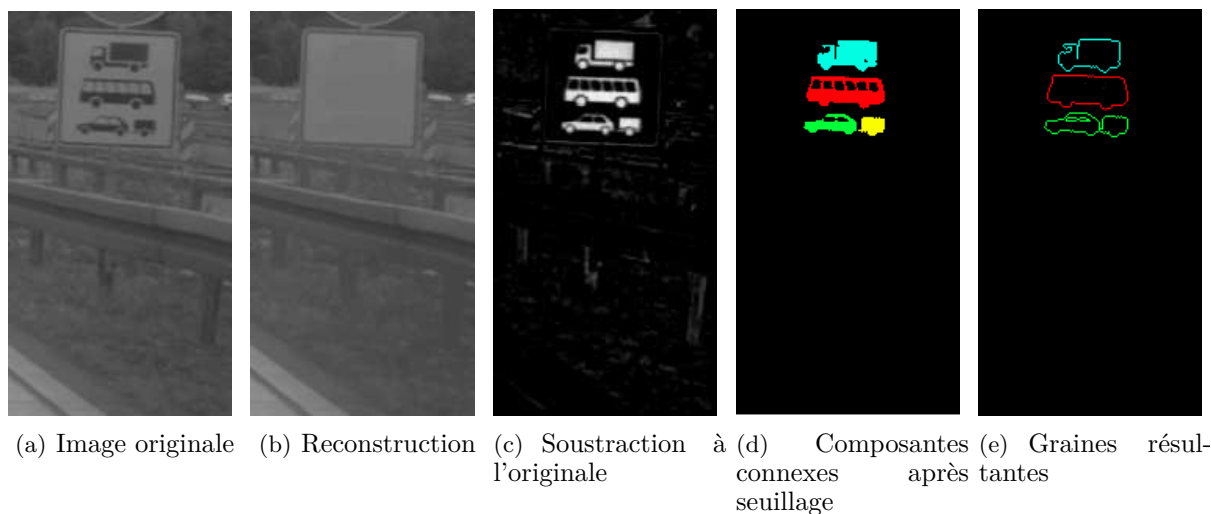 (a) Image originale
(b) Reconstruction
(c) Soustraction à
l'originale
(d) Composantes
connexes après
seuillage
(e) Graines résul-
tantes